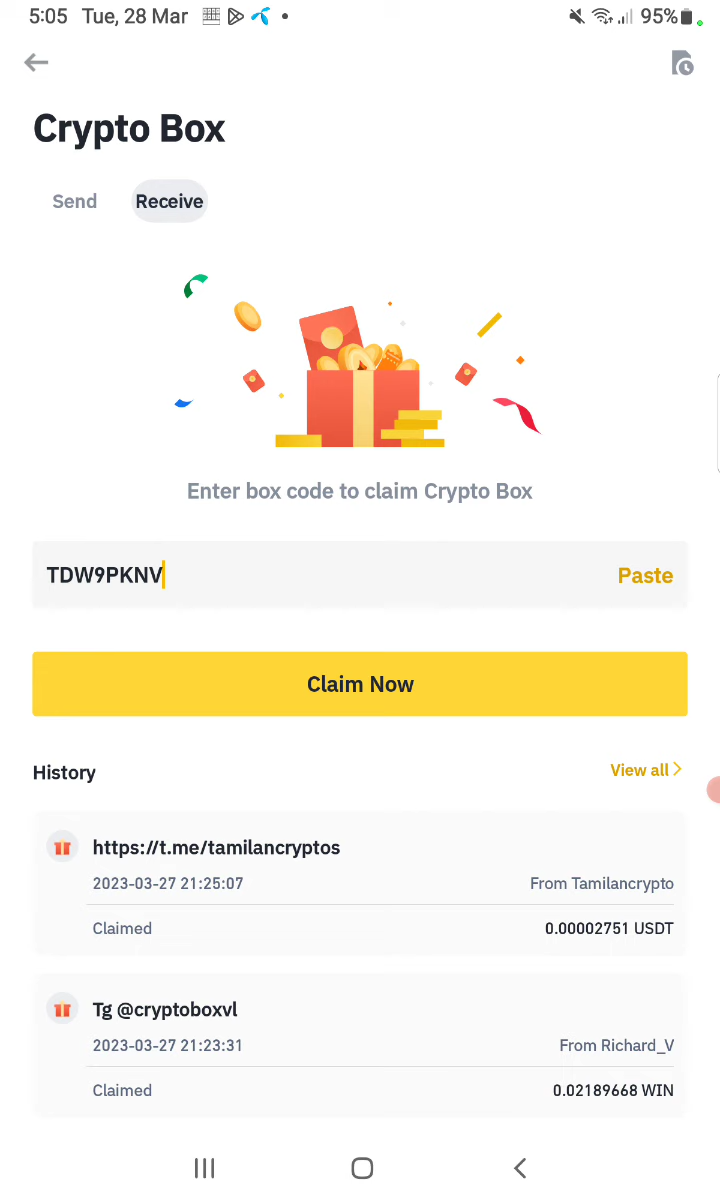 5:05 Tue, 28 Mar 95%
Crypto Box
Send Receive
Enter box code to claim Crypto Box
TDW9PKNV Paste
Claim Now
History View all
https://t.me/tamilancryptos
2023-03-27 21:25:07 From Tamilancrypto
Claimed 0.00002751 USDT
Tg @cryptoboxvl
2023-03-27 21:23:31 From Richard_V
Claimed 0.02189668 WIN